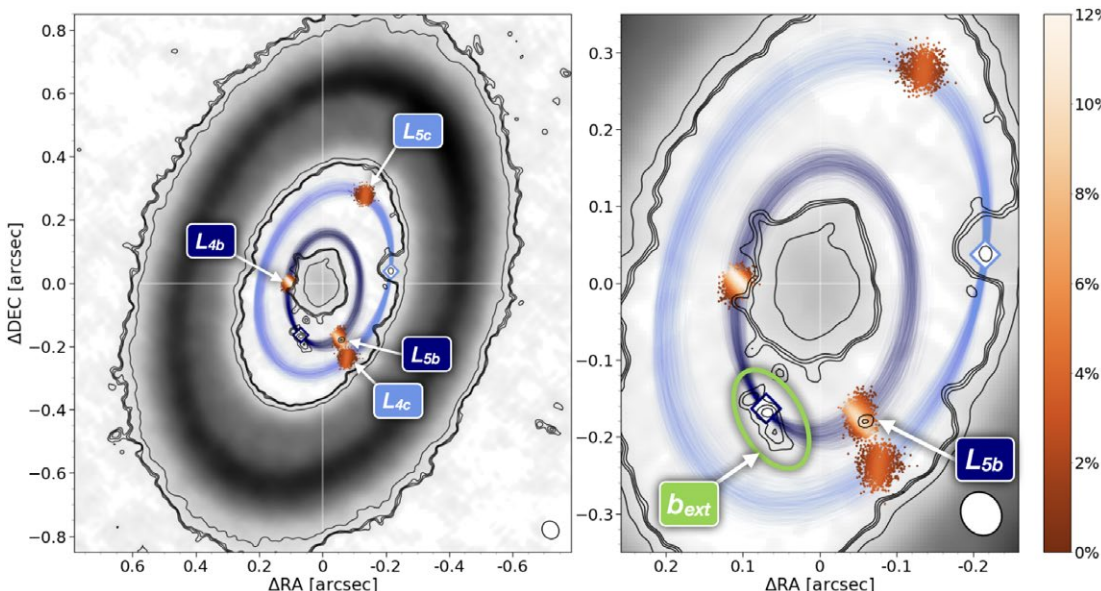 0.8
0.6
0.4
0.2
0.0
−0.2
−0.4
−0.6
−0.8
ΔDEC [arcsec]
0.6 0.4 0.2 0.0 -0.2 -0.4 -0.6
ΔRA [arcsec]
L5c
L4b
L5b
L4c
0.3
0.2
0.1
0.0
−0.1
−0.2
−0.3
0.1 0.0 -0.1 -0.2
ΔRA [arcsec]
L5b
bext
12%
10%
8%
6%
4%
2%
0%